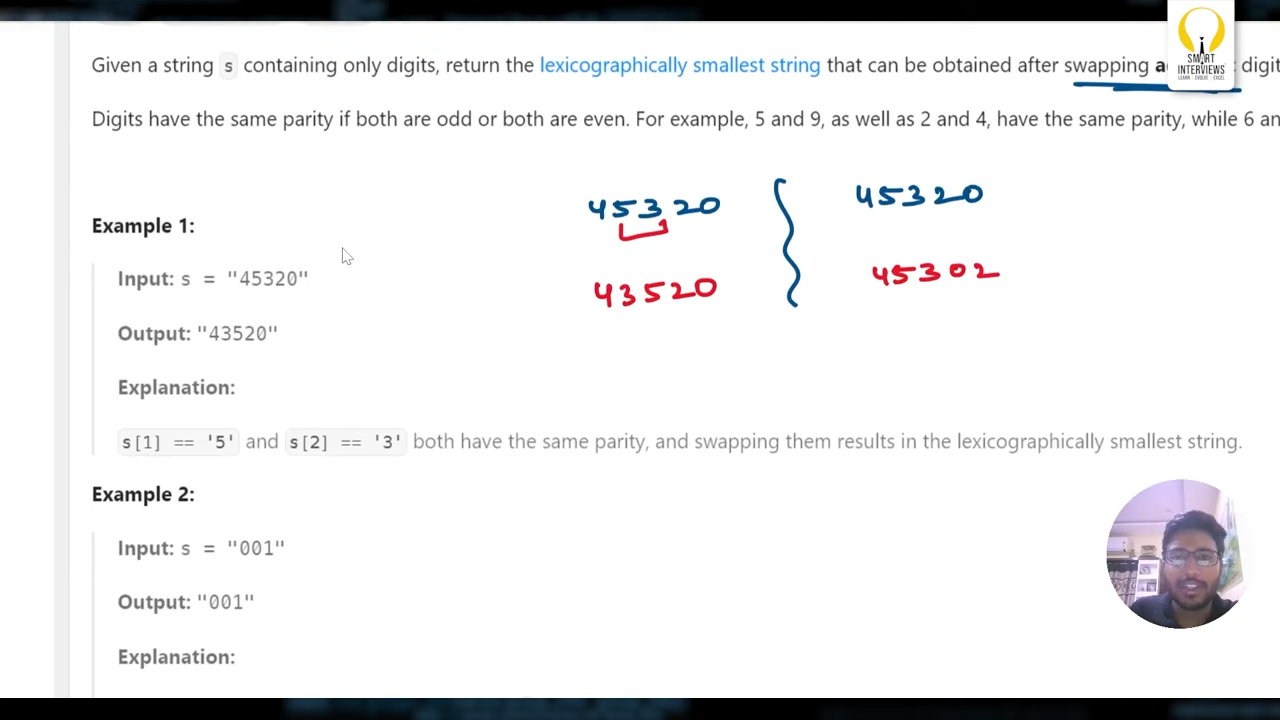 SMART
INTERVIEWS
LEARN | EVOLVE | EXCEL
Given a string s containing only digits, return the lexicographically smallest string that can be obtained after swapping
Digits have the same parity if both are odd or both are even. For example, 5 and 9, as well as 2 and 4, have the same parity, while 6
45320
45320
Example 1:
Input: s = "45320"
43520
45302
Output: "43520"
Explanation:
s[1] == '5' and s[2] == '3' both have the same parity, and swapping them results in the lexicographically smallest string.
Example 2:
Input: s = "001"
Output: "001"
Explanation: